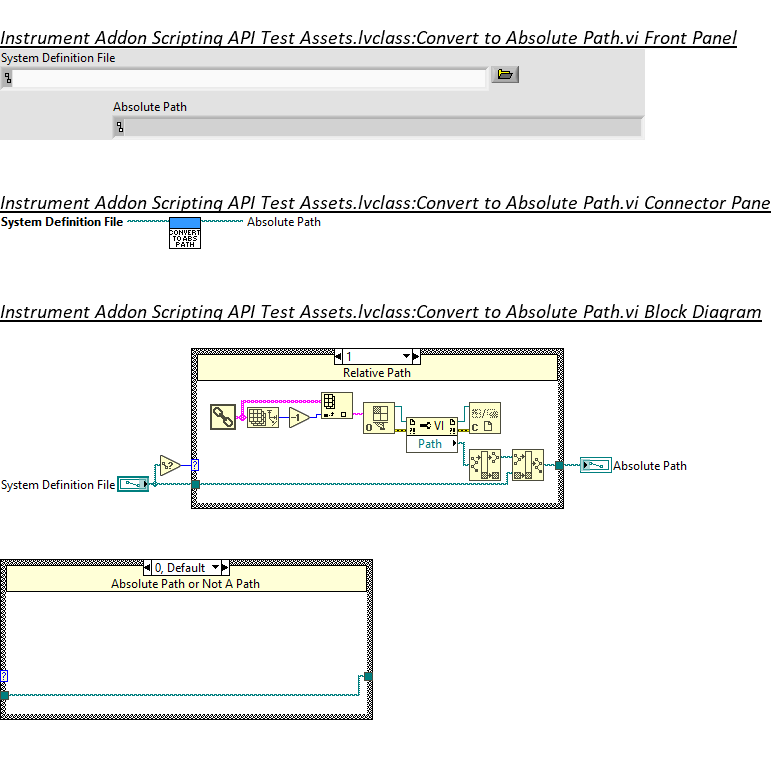 Instrument Addon Scripting API Test Assets.lvclass:Convert to Absolute Path.vi Front Panel
System Definition File
Absolute Path
Instrument Addon Scripting API Test Assets.lvclass:Convert to Absolute Path.vi Connector Pane
System Definition File
Absolute Path
CONVERT
TO ABS
PATH
Instrument Addon Scripting API Test Assets.lvclass:Convert to Absolute Path.vi Block Diagram
1
Relative Path
-1
O
VI
C
Path
?
?
System Definition File
Absolute Path
0, Default
Absolute Path or Not A Path
?